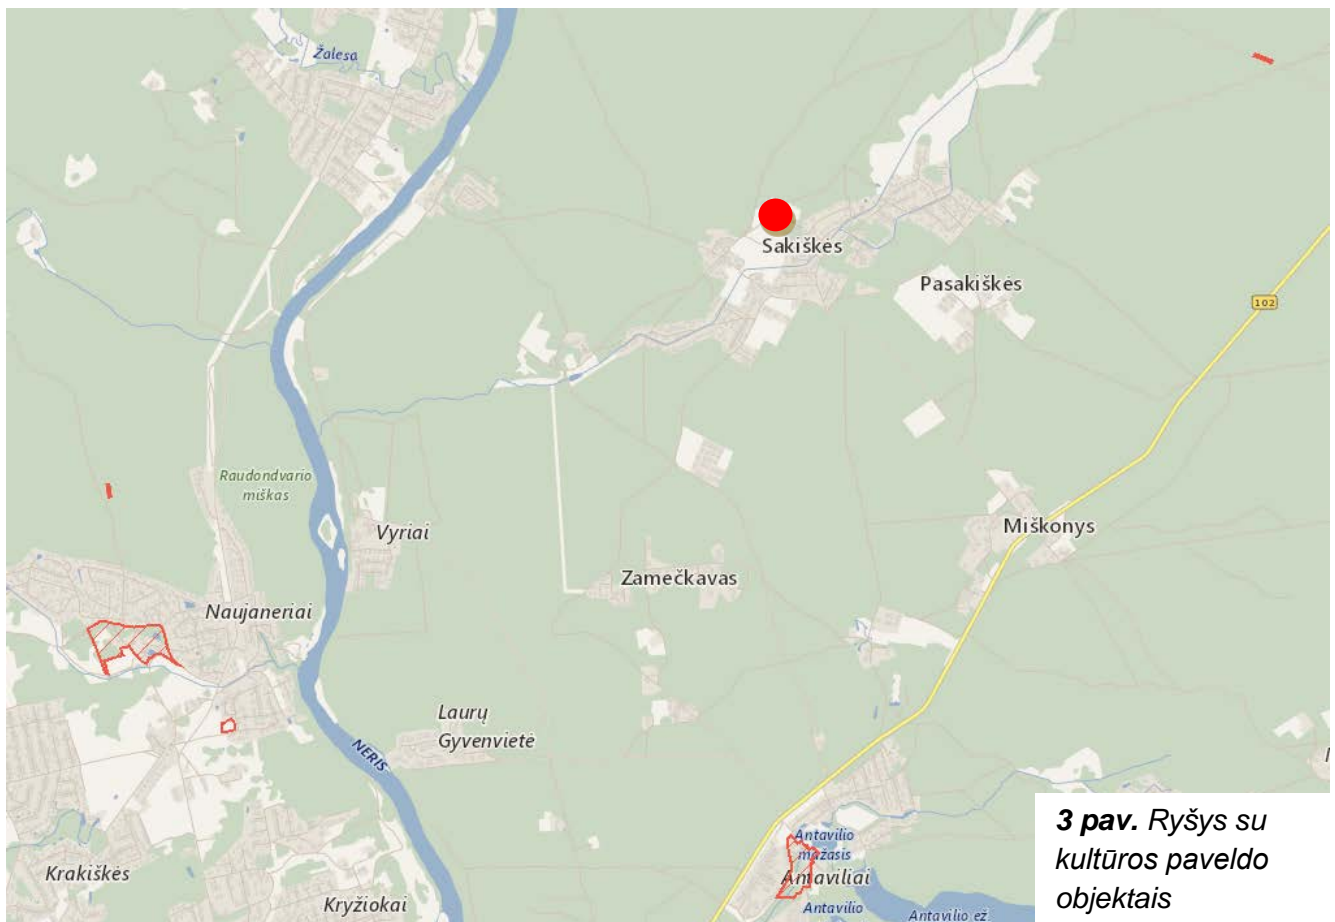 Žalesa
Sakiškės
Pasakiškės
102
Raudondvario
miškas
Vyriai
Miškonys
Zamečkavas
Naujaneriai
Laurų
Gyvenvietė
NERIS
Antavilio
mažasis
Antaviliai
Krakiškės
Kryžiokai
Antavilio
Antavilio ež.
3 pav. Ryšys su
kultūros paveldo
objektais